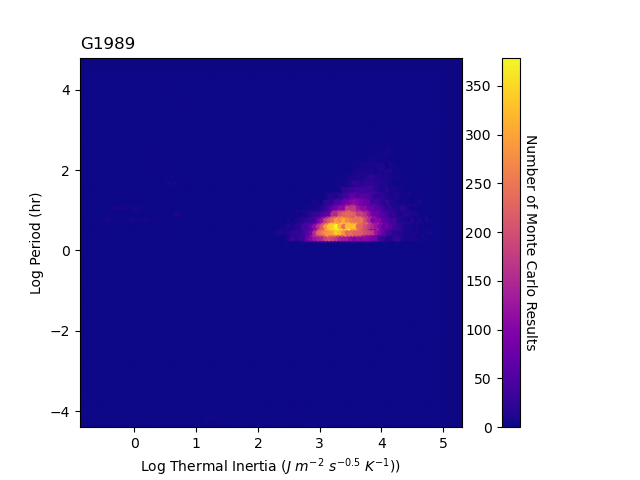 G1989
4
2
0
−2
−4
Log Period (hr)
0 1 2 3 4 5
Log Thermal Inertia (J m⁻² s⁻⁰·⁵ K⁻¹))
350
300
250
200
150
100
50
0
Number of Monte Carlo Results